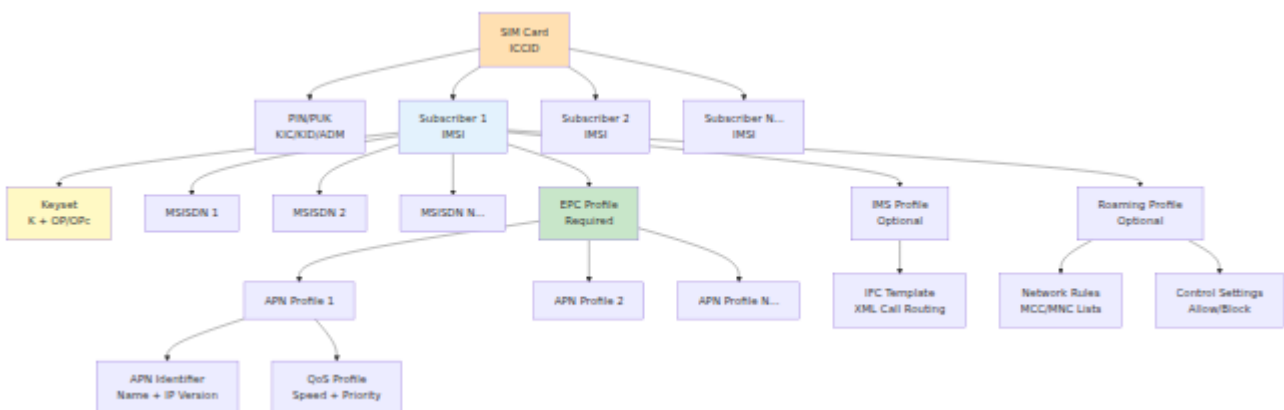 SIM Card
ICCID
PIN/PUK
KIC/KID/ADM
Subscriber 1
IMSI
Subscriber 2
IMSI
Subscriber N...
IMSI
Keyset
K + OP/OPc
MSISDN 1
MSISDN 2
MSISDN N...
EPC Profile
Required
IMS Profile
Optional
Roaming Profile
Optional
APN Profile 1
APN Profile 2
APN Profile N...
IFC Template
XML Call Routing
Network Rules
MCC/MNC Lists
Control Settings
Allow/Block
APN Identifier
Name + IP Version
QoS Profile
Speed + Priority